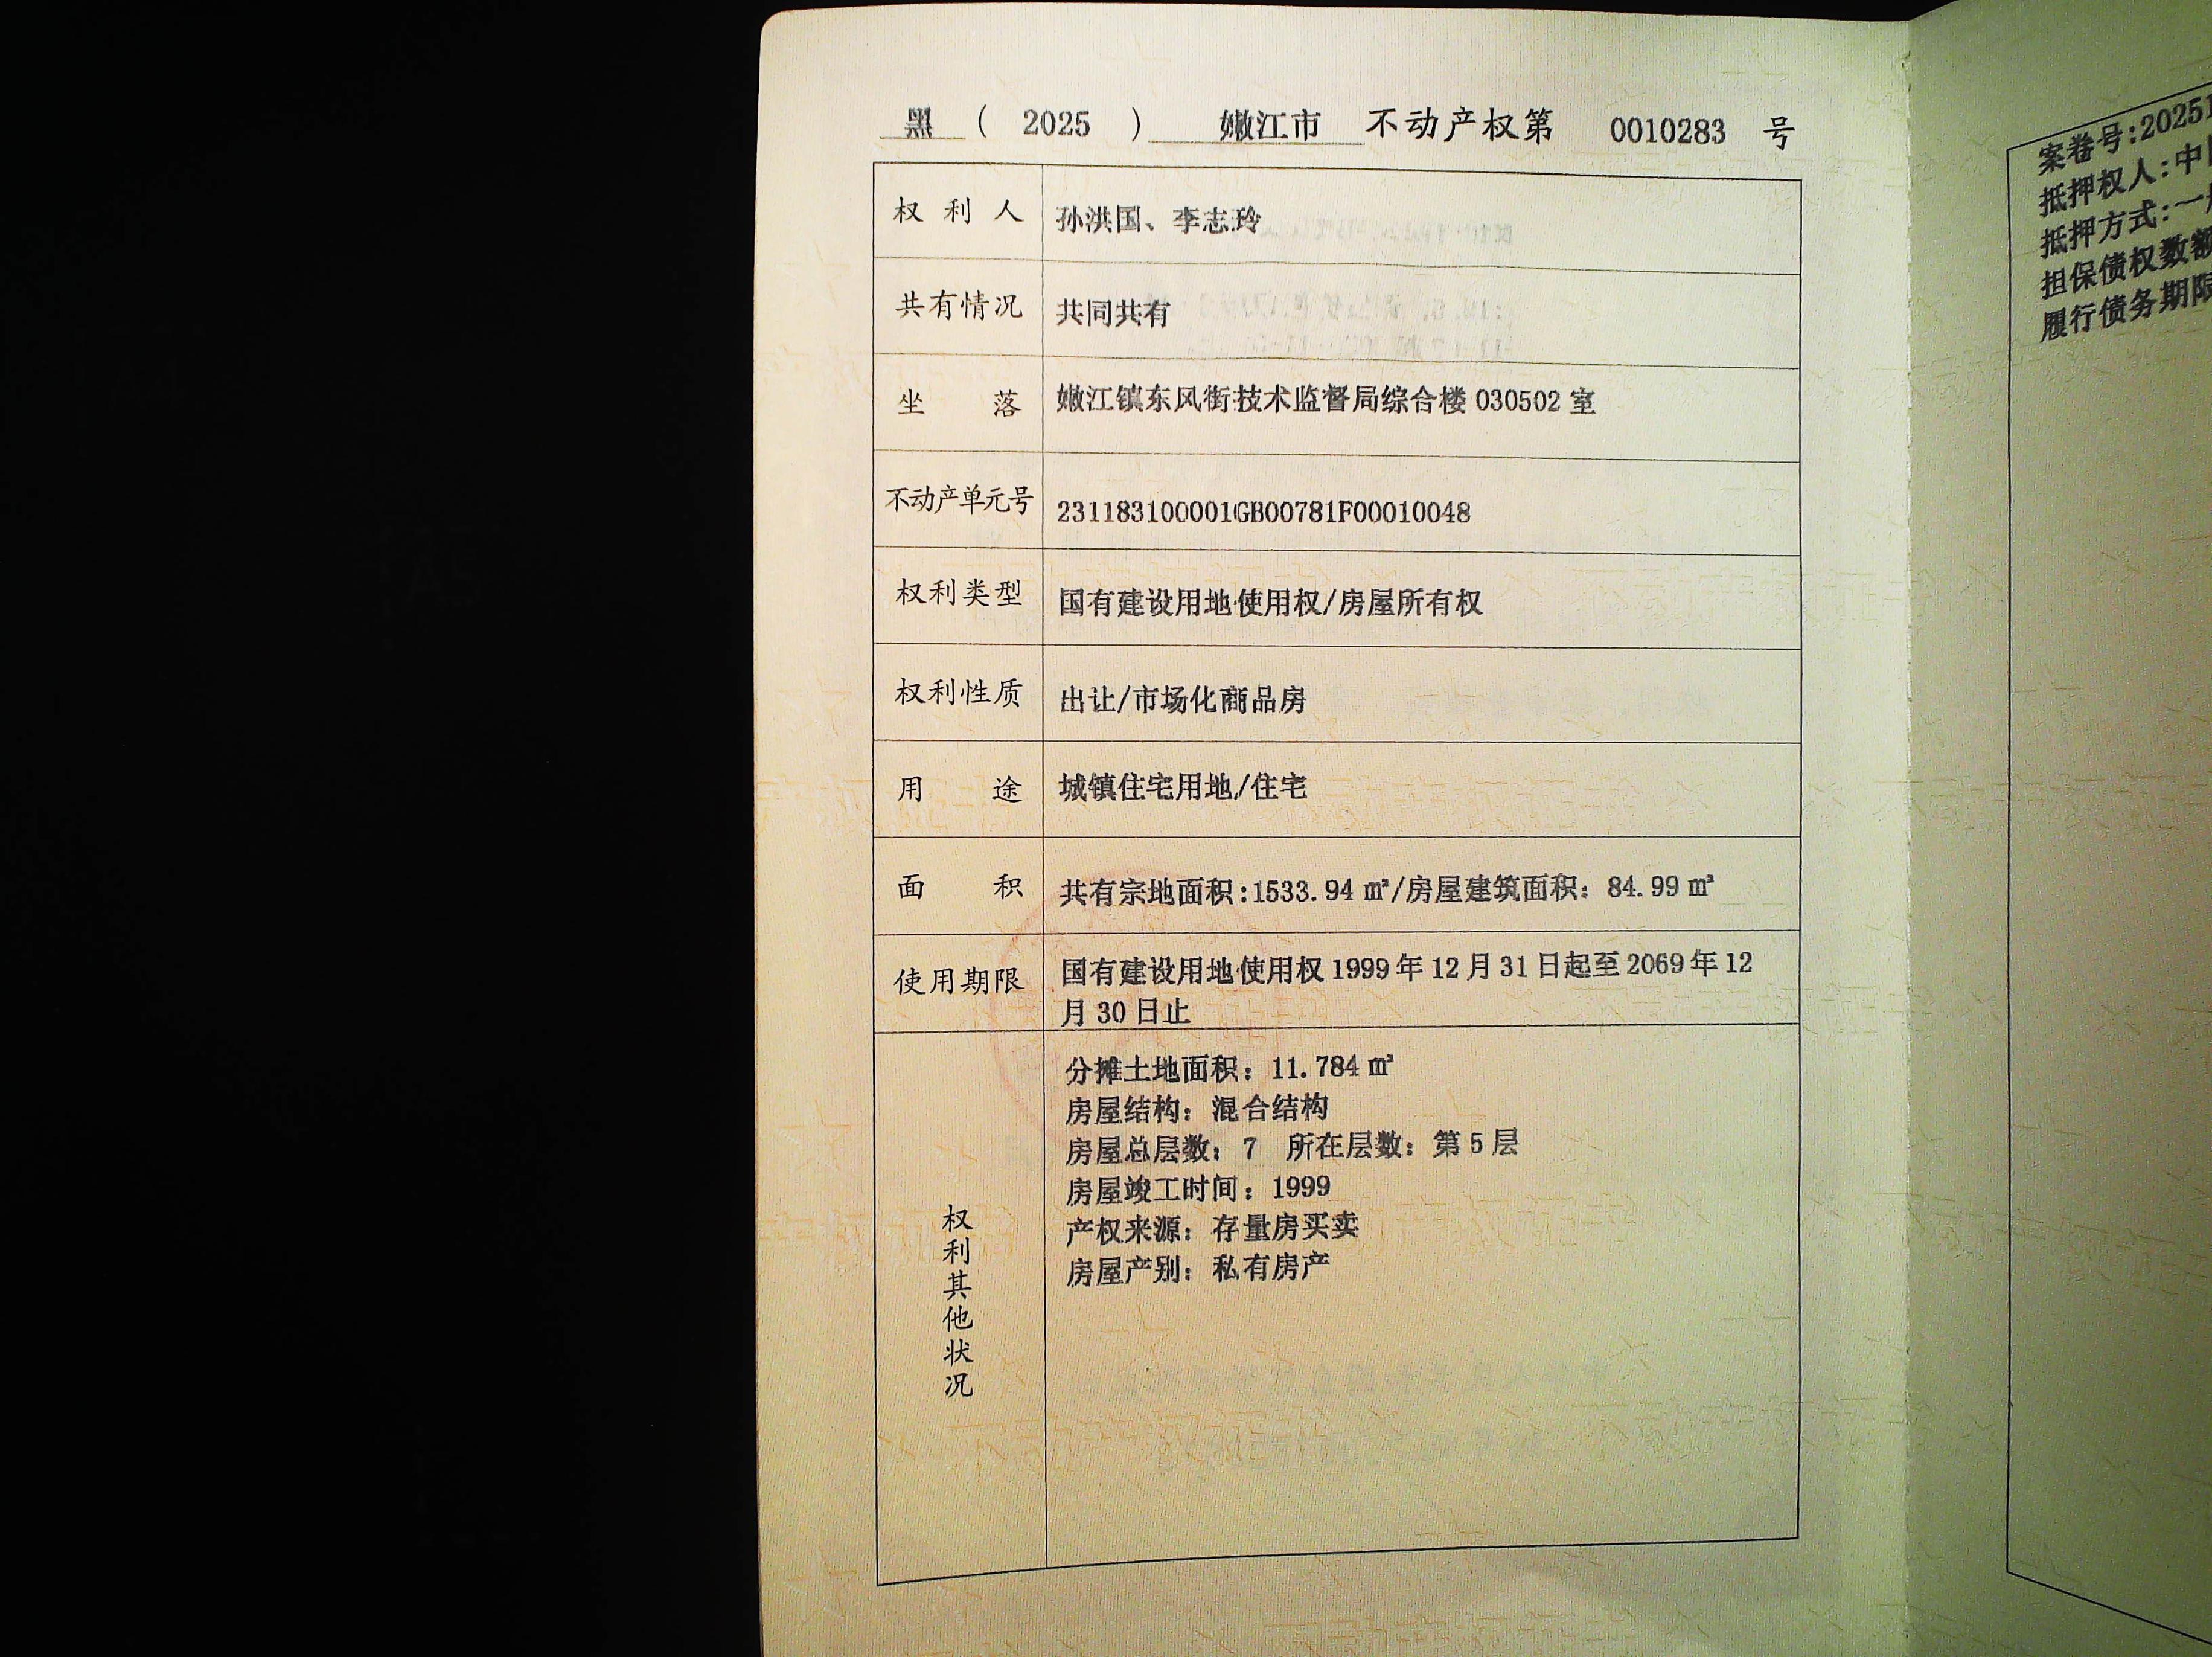 黑 ( 2025 ) 嫩江市 不动产权第 0010283 号
权利人 孙洪国、李志玲
共有情况 共同共有
坐落 嫩江镇东风街技术监督局综合楼 030502 室
不动产单元号 231183100001GB00781F00010048
权利类型 国有建设用地使用权/房屋所有权
权利性质 出让/市场化商品房
用途 城镇住宅用地/住宅
面积 共有宗地面积:1533.94 ㎡/房屋建筑面积: 84.99 ㎡
使用期限 国有建设用地使用权 1999 年 12 月 31 日起至 2069 年 12
月 30 日止
权利其他状况
分摊土地面积: 11.784 ㎡
房屋结构: 混合结构
房屋总层数: 7 所在层数: 第 5 层
房屋竣工时间: 1999
产权来源: 存量房买卖
房屋产别: 私有房产
案卷号:2025
抵押权人:中
抵押方式:一
担保债权数额
履行债务期限